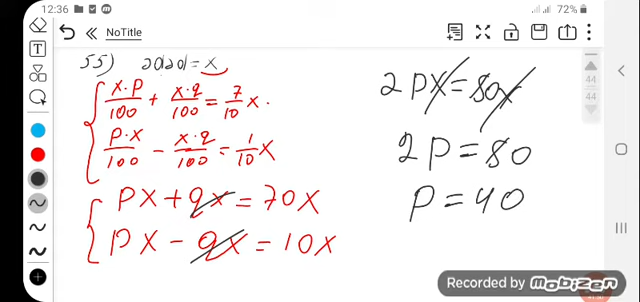 12:36
72%
NoTitle
55) adad = x
x·p/100 + x·q/100 = 7/10 x.
p·x/100 - x·q/100 = 1/10 x
px + qx = 70x
px - qx = 10x
2px = 80x
2p = 80
p = 40
44
44
Recorded by mobizen